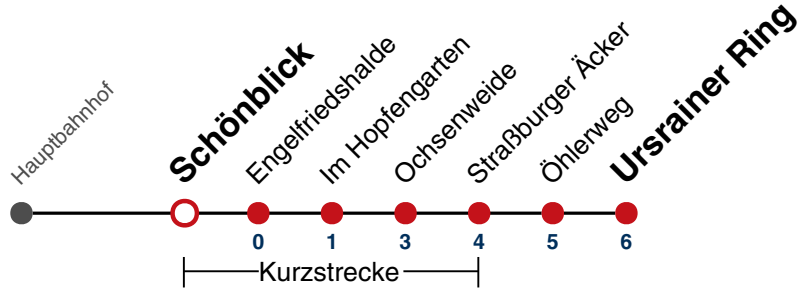 Hauptbahnhof
Schönblick
Engelfriedshalde
Im Hopfengarten
Ochsenweide
Straßburger Äcker
Öhlerweg
Ursrainer Ring
0 1 3 4 5 6
Kurzstrecke